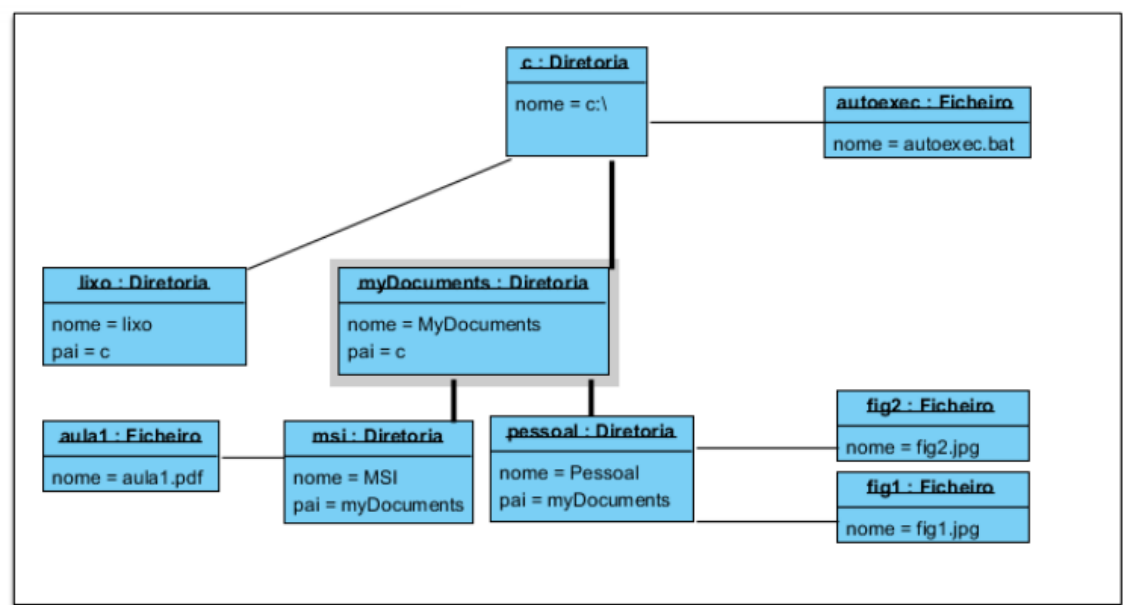 c : Diretoria
nome = c:\
autoexec : Ficheiro
nome = autoexec.bat
lixo : Diretoria
nome = lixo
pai = c
myDocuments : Diretoria
nome = MyDocuments
pai = c
aula1 : Ficheiro
nome = aula1.pdf
msi : Diretoria
nome = MSI
pai = myDocuments
pessoal : Diretoria
nome = Pessoal
pai = myDocuments
fig2 : Ficheiro
nome = fig2.jpg
fig1 : Ficheiro
nome = fig1.jpg